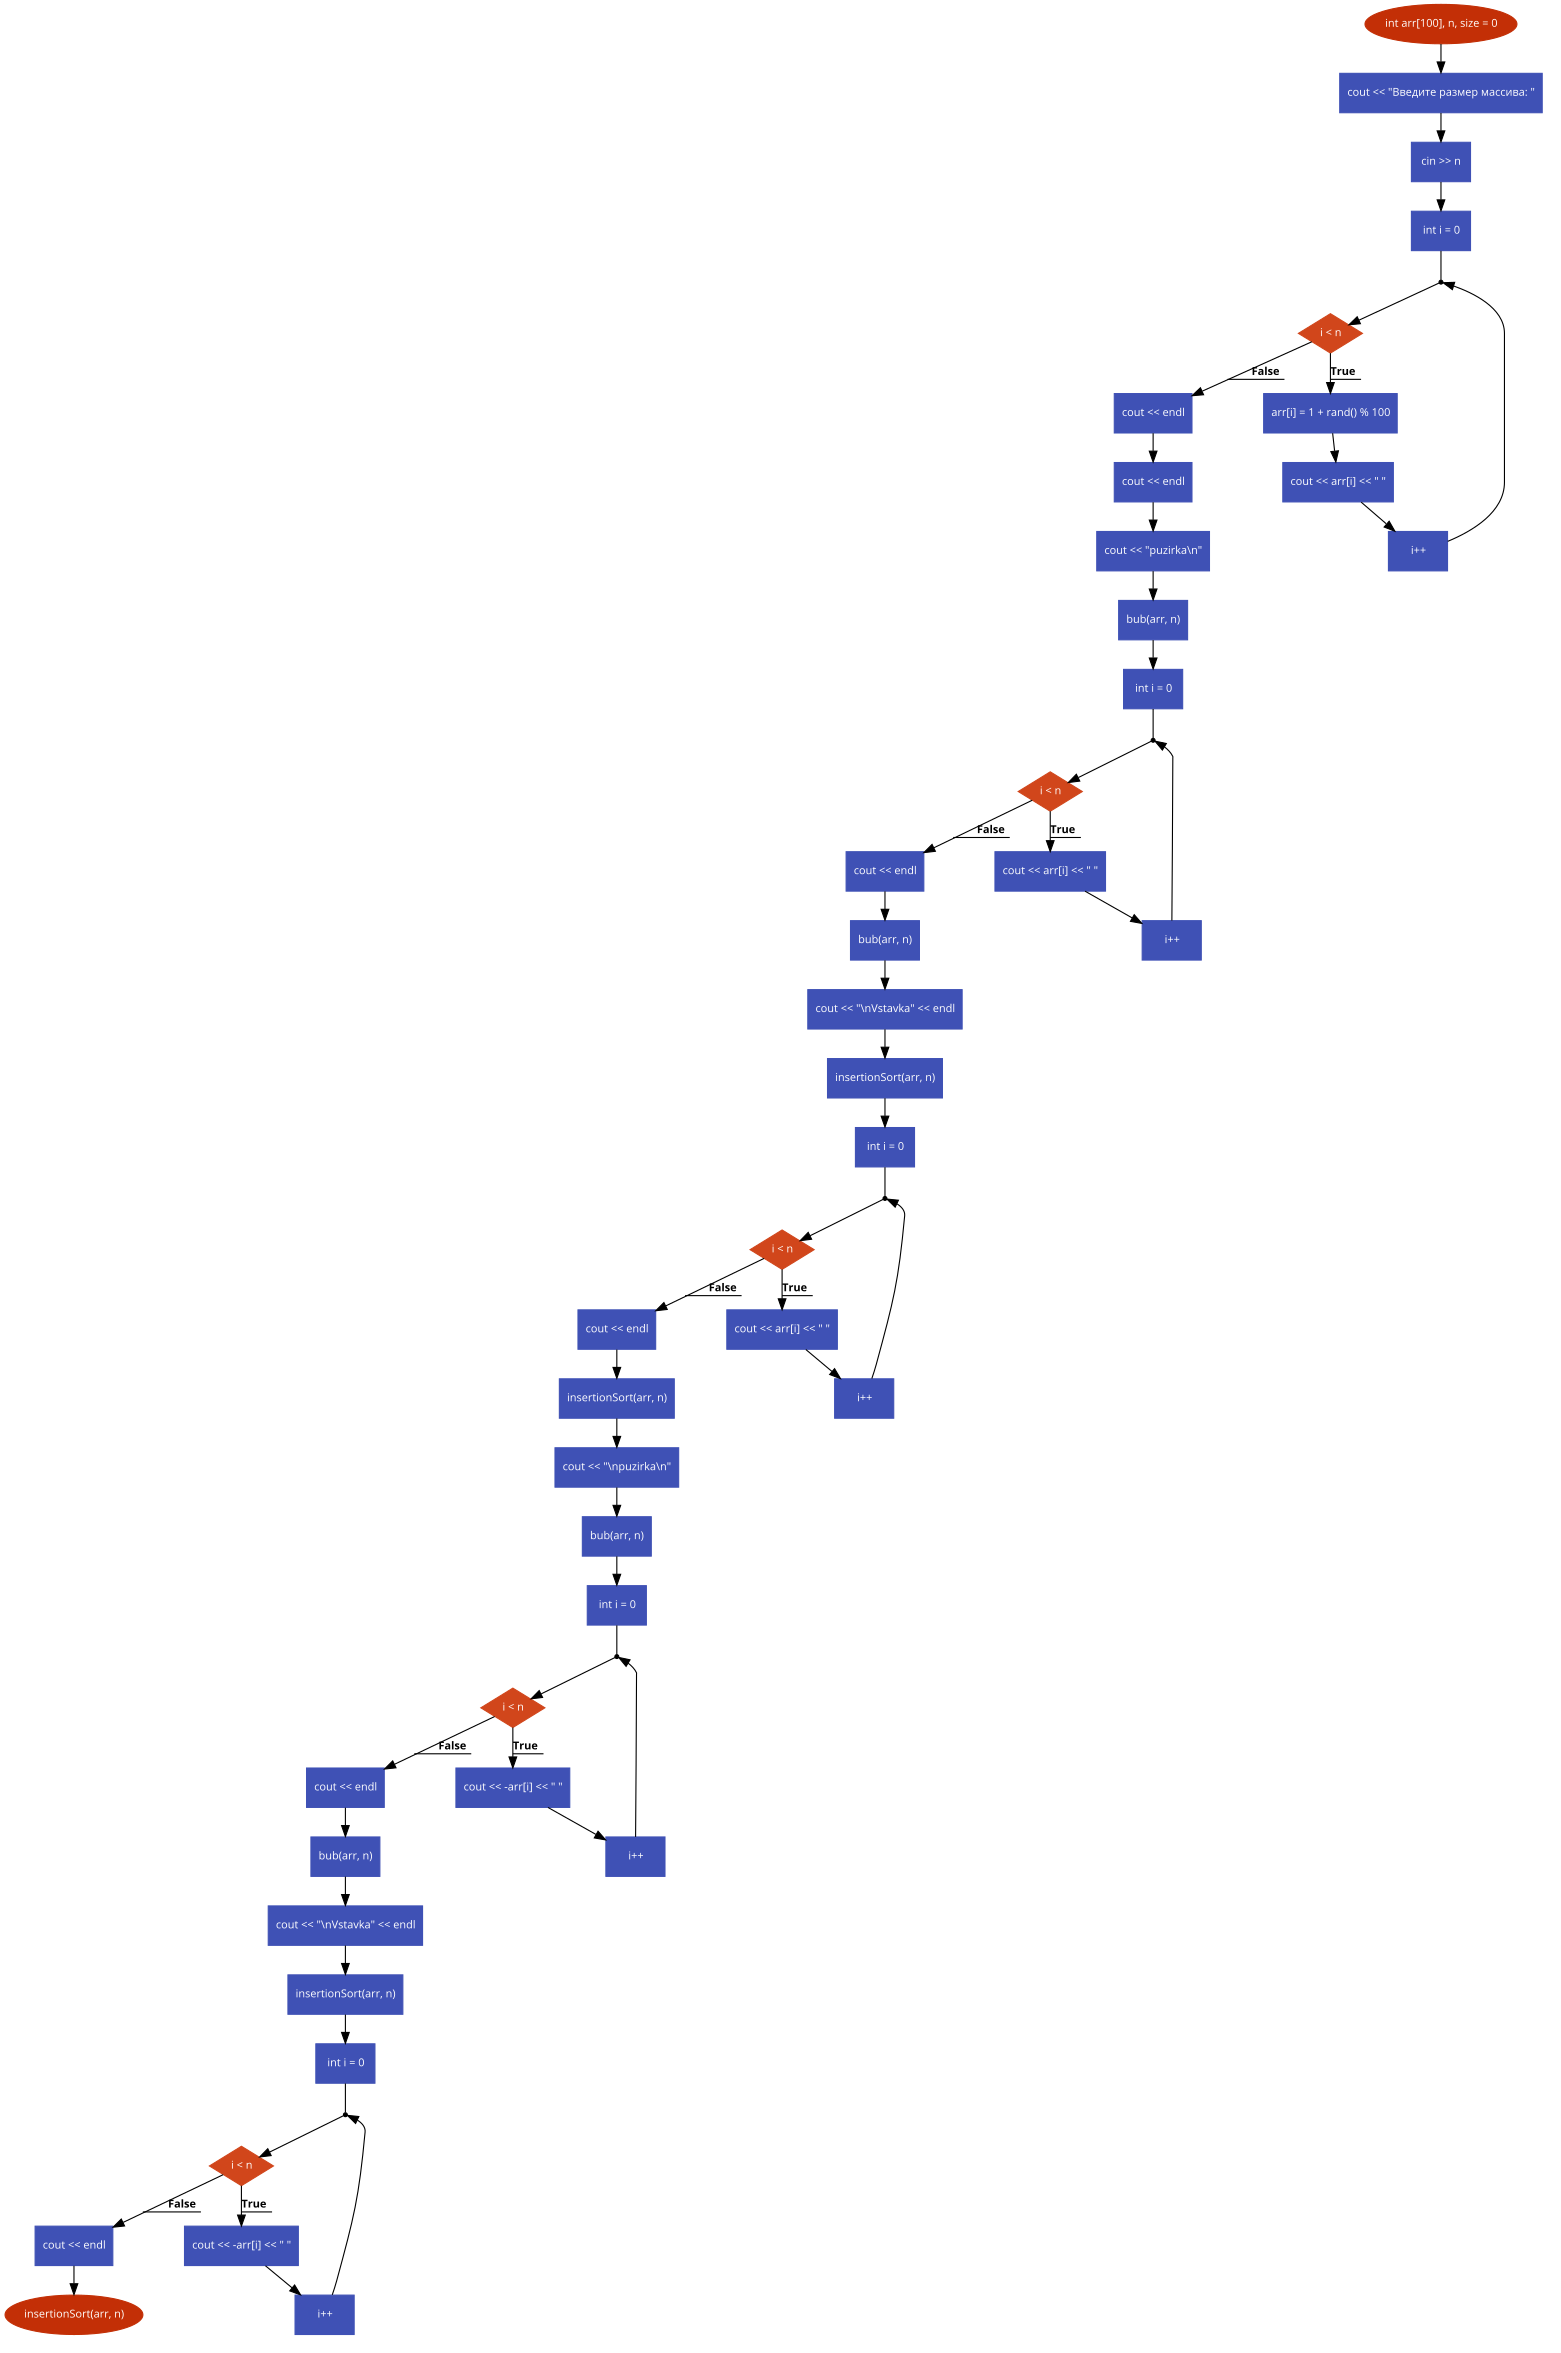 int arr[100], n, size = 0
cout << "Введите размер массива: "
cin >> n
int i = 0
i < n
False
True
cout << endl
arr[i] = 1 + rand() % 100
cout << endl
cout << arr[i] << " "
cout << "puzirka\n"
i++
bub(arr, n)
int i = 0
i < n
False
True
cout << endl
cout << arr[i] << " "
bub(arr, n)
i++
cout << "\nVstavka" << endl
insertionSort(arr, n)
int i = 0
i < n
False
True
cout << endl
cout << arr[i] << " "
insertionSort(arr, n)
i++
cout << "\npuzirka\n"
bub(arr, n)
int i = 0
i < n
False
True
cout << endl
cout << -arr[i] << " "
bub(arr, n)
i++
cout << "\nVstavka" << endl
insertionSort(arr, n)
int i = 0
i < n
False
True
cout << endl
cout << -arr[i] << " "
insertionSort(arr, n)
i++